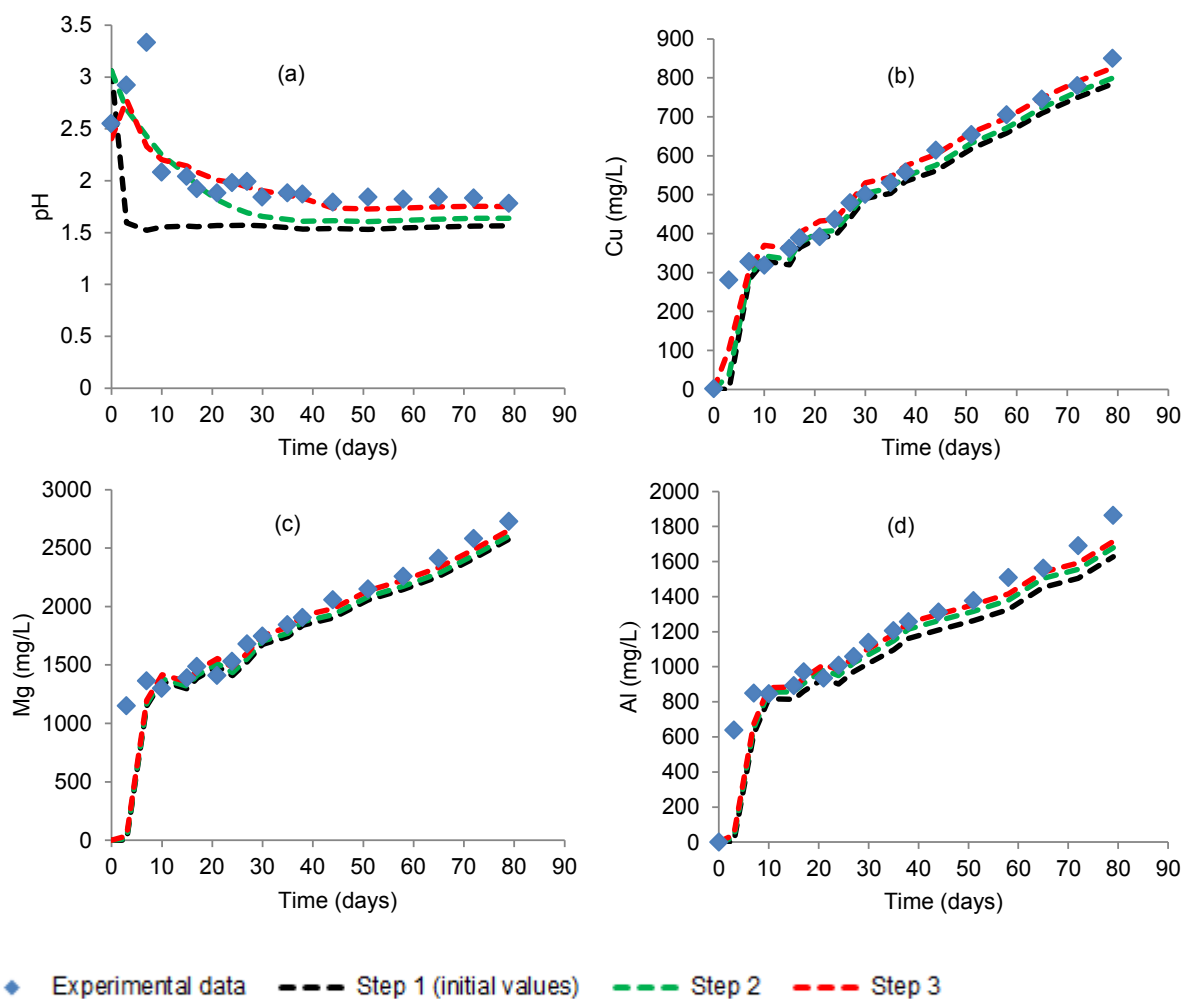 (a)
pH
3.5
3
2.5
2
1.5
1
0.5
0
0 10 20 30 40 50 60 70 80 90
Time (days)
(b)
Cu (mg/L)
900
800
700
600
500
400
300
200
100
0
0 10 20 30 40 50 60 70 80 90
Time (days)
(c)
Mg (mg/L)
3000
2500
2000
1500
1000
500
0
0 10 20 30 40 50 60 70 80 90
Time (days)
(d)
Al (mg/L)
2000
1800
1600
1400
1200
1000
800
600
400
200
0
0 10 20 30 40 50 60 70 80 90
Time (days)
Experimental data Step 1 (initial values) Step 2 Step 3